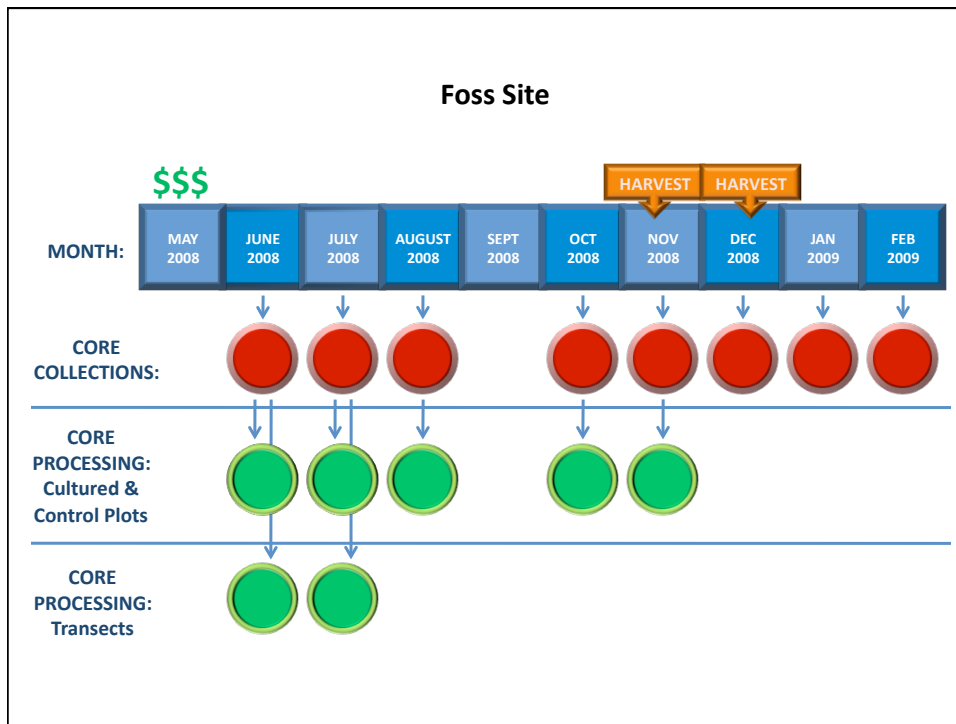 Foss Site
$$$
HARVEST HARVEST
MONTH:
MAY
2008
JUNE
2008
JULY
2008
AUGUST
2008
SEPT
2008
OCT
2008
NOV
2008
DEC
2008
JAN
2009
FEB
2009
CORE
COLLECTIONS:
CORE
PROCESSING:
Cultured &
Control Plots
CORE
PROCESSING:
Transects